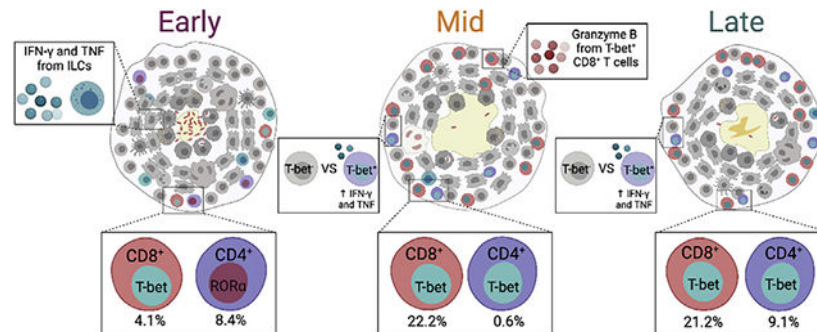 Early
Mid
Late
IFN-γ and TNF
from ILCs
Granzyme B
from T-bet⁺
CD8⁺ T cells
T-bet⁻ VS T-bet⁺
↑ IFN-γ
and TNF
T-bet⁻ VS T-bet⁺
↑ IFN-γ
and TNF
CD8⁺ CD4⁺
T-bet RORα
4.1% 8.4%
CD8⁺ CD4⁺
T-bet T-bet
22.2% 0.6%
CD8⁺ CD4⁺
T-bet T-bet
21.2% 9.1%